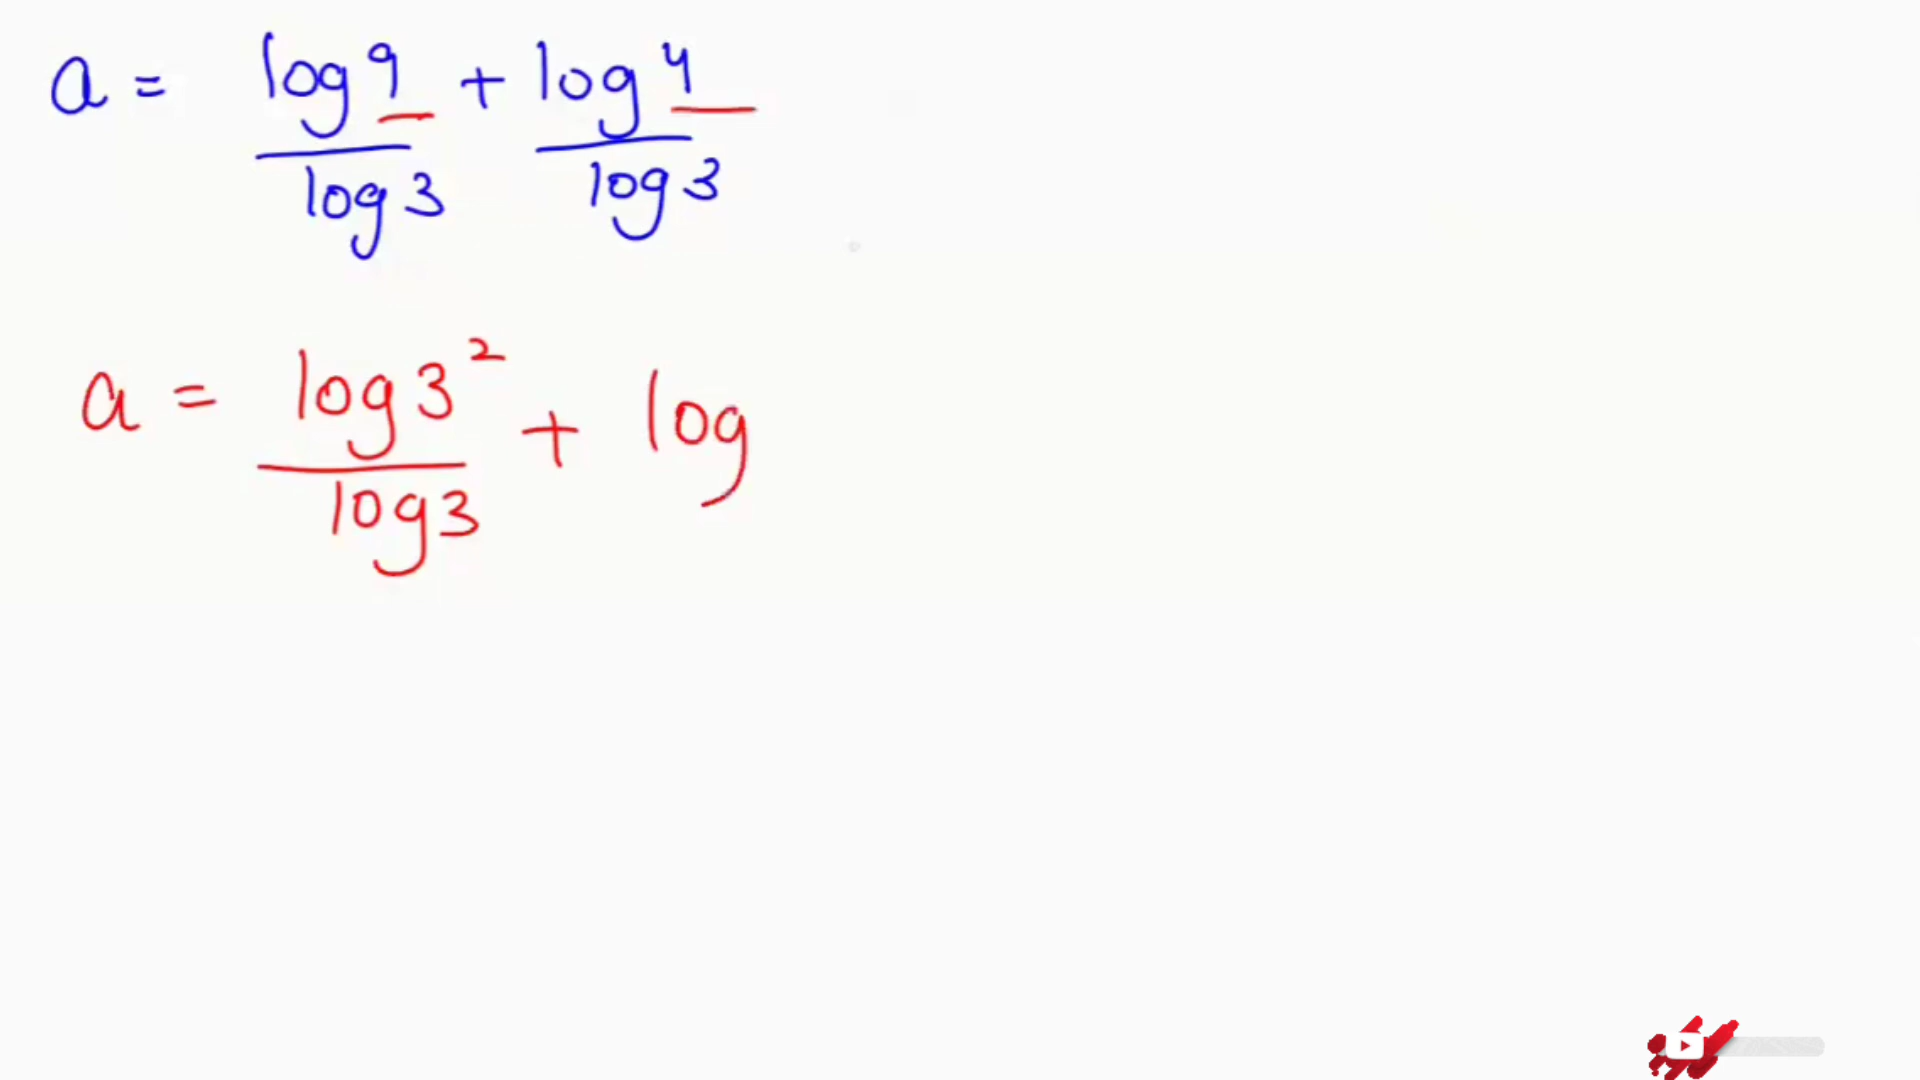 a = log 9 + log 4
log 3 log 3
a = log 3² + log
log 3